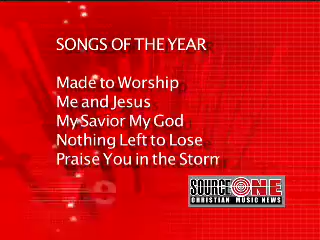 SONGS OF THE YEAR
Made to Worship
Me and Jesus
My Savior My God
Nothing Left to Lose
Praise You in the Storm
SOURCE ONE
CHRISTIAN MUSIC NEWS